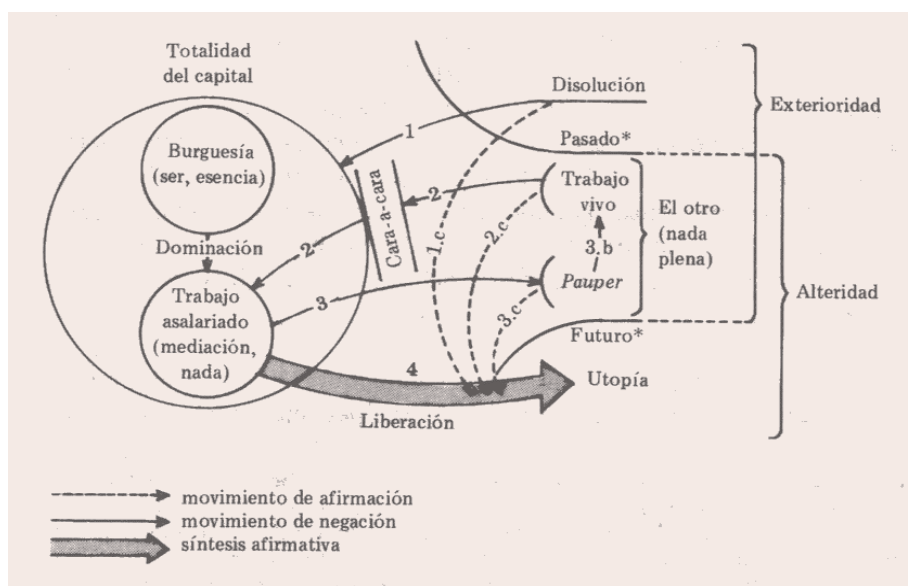 Totalidad
del capital
Burguesía
(ser, esencia)
Dominación
Trabajo
asalariado
(mediación,
nada)
1
2
Cara-a-cara
2
3
4
Liberación
1.c
2.c
3.c
Disolución
Pasado*
Trabajo
vivo
3.b
Pauper
Futuro*
Utopía
El otro
(nada
plena)
Exterioridad
Alteridad
movimiento de afirmación
movimiento de negación
síntesis afirmativa